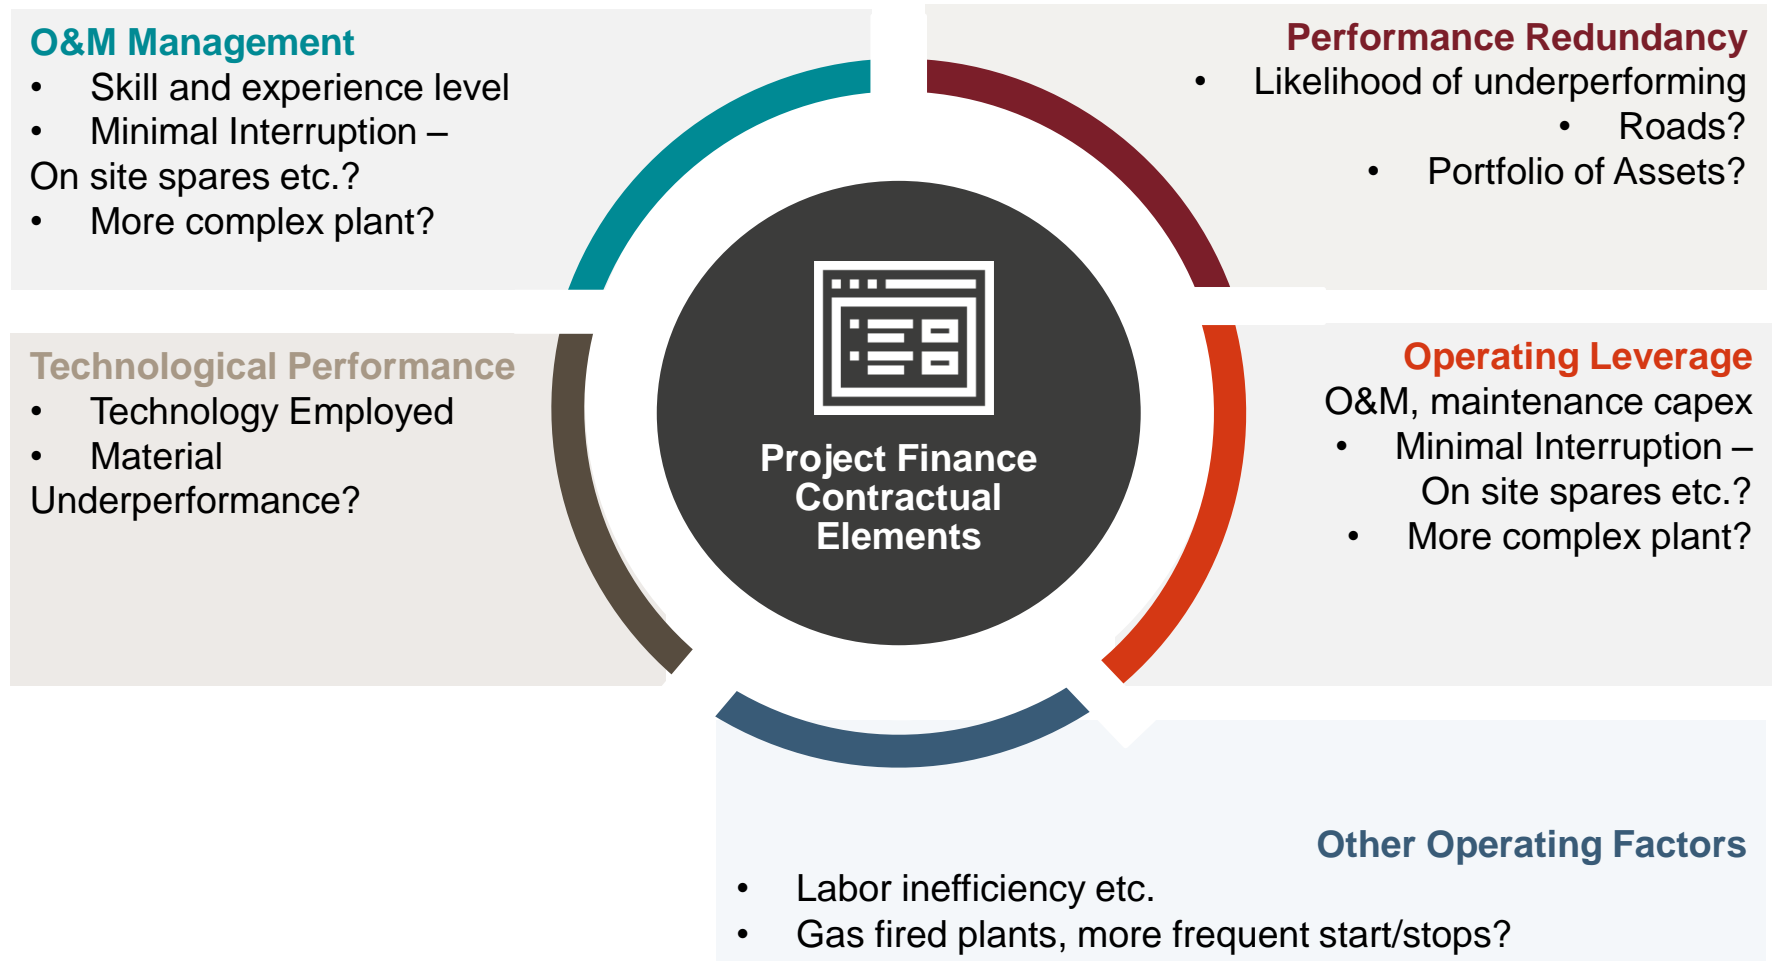 O&M Management
• Skill and experience level
• Minimal Interruption –
On site spares etc.?
• More complex plant?
Performance Redundancy
• Likelihood of underperforming
• Roads?
• Portfolio of Assets?
Technological Performance
• Technology Employed
• Material
Underperformance?
Project Finance
Contractual
Elements
Operating Leverage
O&M, maintenance capex
• Minimal Interruption –
On site spares etc.?
• More complex plant?
Other Operating Factors
• Labor inefficiency etc.
• Gas fired plants, more frequent start/stops?